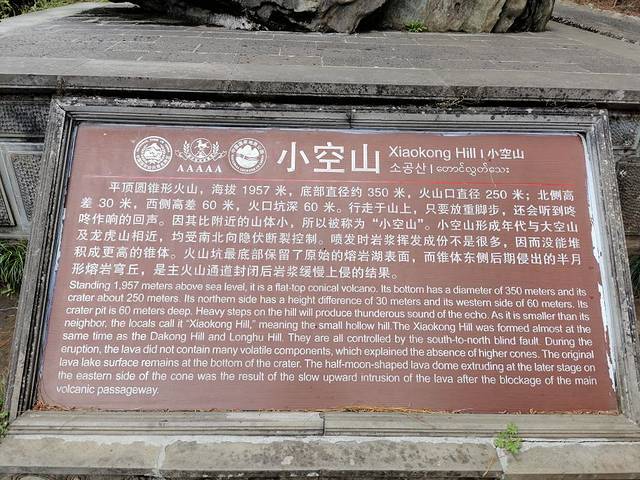 AAAAA
小空山 Xiaokong Hill | 小空山
소공산 |
平顶圆锥形火山，海拔 1957 米，底部直径约 350 米，火山口直径 250 米；北侧高
差 30 米，西侧高差 60 米，火口坑深 60 米。行走于山上，只要放重脚步，还会听到咚
咚作响的回声。因其比附近的山体小，所以被称为“小空山”。小空山形成年代与大空山
及龙虎山相近，均受南北向隐伏断裂控制。喷发时岩浆挥发成份不是很多，因而没能堆
积成更高的锥体。火山坑最底部保留了原始的熔岩湖表面，而锥体东侧后期侵出的半月
形熔岩穹丘，是主火山通道封闭后岩浆缓慢上侵的结果。
Standing 1,957 meters above sea level, it is a flat-top conical volcano. Its bottom has a diameter of 350 meters and its
crater about 250 meters. Its northern side has a height difference of 30 meters and its western side of 60 meters. Its
crater pit is 60 meters deep. Heavy steps on the hill will produce thunderous sound of the echo. As it is smaller than its
neighbor, the locals call it "Xiaokong Hill," meaning the small hollow hill.The Xiaokong Hill was formed almost at the
same time as the Dakong Hill and Longhu Hill. They are all controlled by the south-to-north blind fault. During the
eruption, the lava did not contain many volatile components, which explained the absence of higher cones. The original
lava lake surface remains at the bottom of the crater. The half-moon-shaped lava dome extruding at the later stage on
the eastern side of the cone was the result of the slow upward intrusion of the lava after the blockage of the main
volcanic passageway.